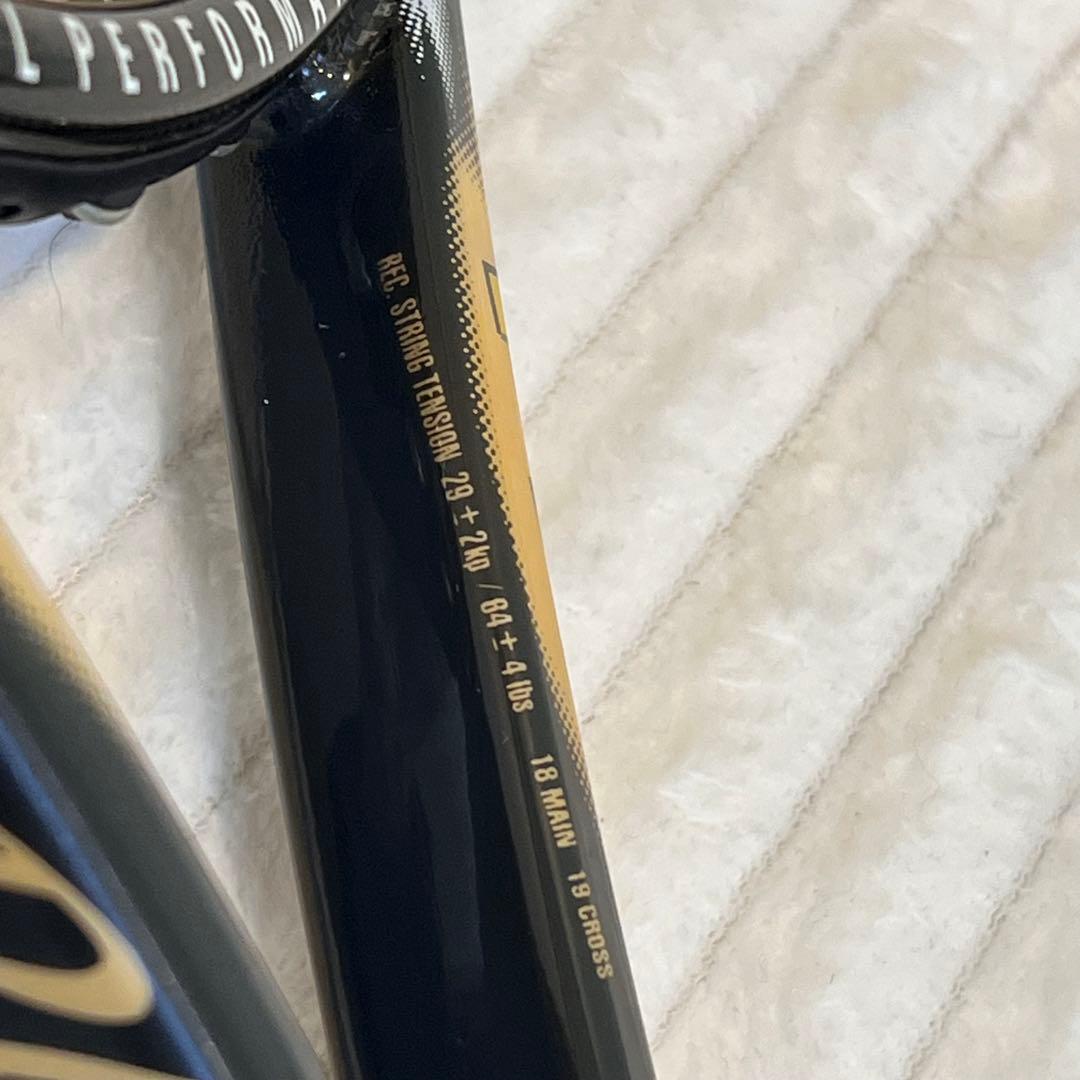 PERFORMA
REC. STRING TENSION 29 ± 2Kp / 64 ± 4 lbs 18 MAIN 19 CROSS